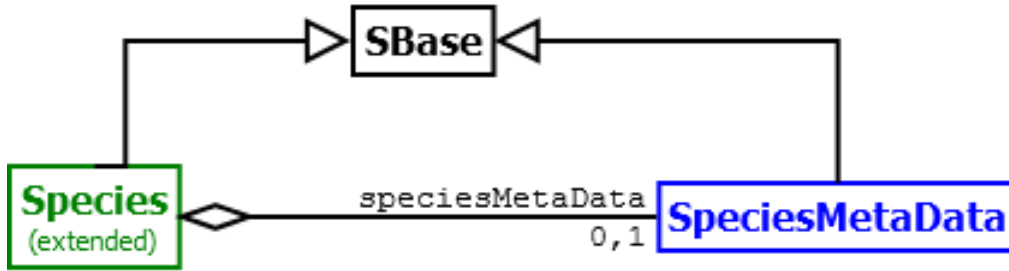 SBase
Species
(extended)
speciesMetaData
0,1
SpeciesMetaData